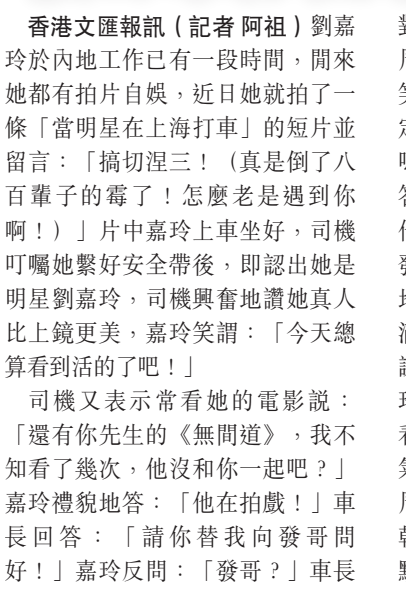 香港文匯報訊（記者 阿祖）劉嘉
玲於內地工作已有一段時間，閒來
她都有拍片自娛，近日她就拍了一
條「當明星在上海打車」的短片並
留言：「搞切涅三！（真是倒了八
百輩子的霉了！怎麼老是遇到你
啊！）」片中嘉玲上車坐好，司機
叮囑她繫好安全帶後，即認出她是
明星劉嘉玲，司機興奮地讚她真人
比上鏡更美，嘉玲笑謂：「今天總
算看到活的了吧！」
司機又表示常看她的電影説：
「還有你先生的《無間道》，我不
知看了幾次，他沒和你一起吧？」
嘉玲禮貌地答：「他在拍戲！」車
長回答：「請你替我向發哥問
好！」嘉玲反問：「發哥？」車長